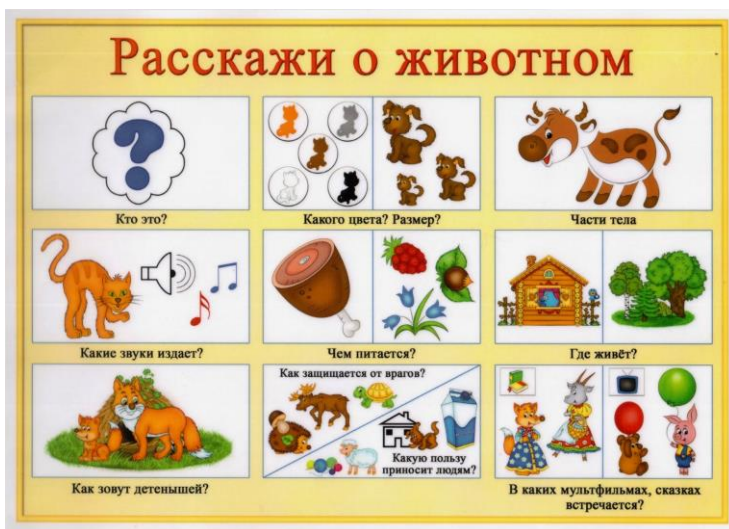 Расскажи о животном
Кто это?
Какого цвета? Размер?
Части тела
Какие звуки издает?
Чем питается?
Где живёт?
Как зовут детенышей?
Как защищается от врагов?
Какую пользу
приносит людям?
В каких мультфильмах, сказках
встречается?